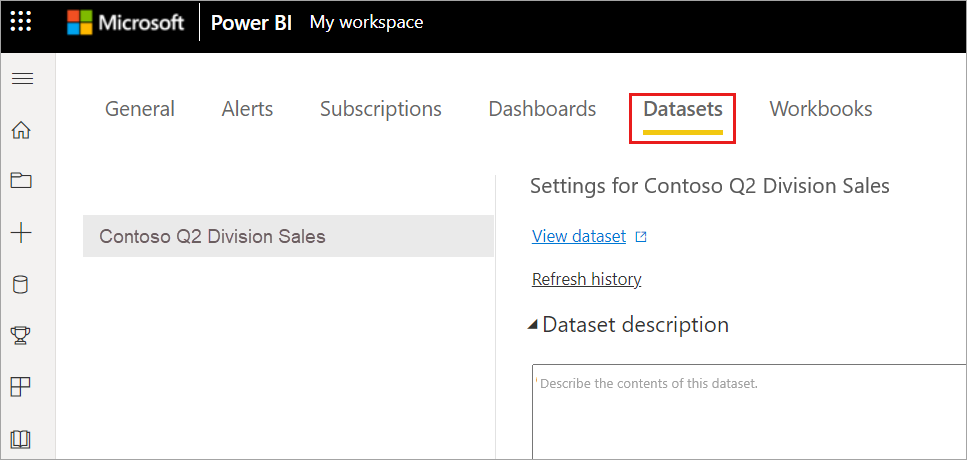 Microsoft Power BI My workspace
General Alerts Subscriptions Dashboards Datasets Workbooks
Settings for Contoso Q2 Division Sales
Contoso Q2 Division Sales
View dataset
Refresh history
Dataset description
Describe the contents of this dataset.